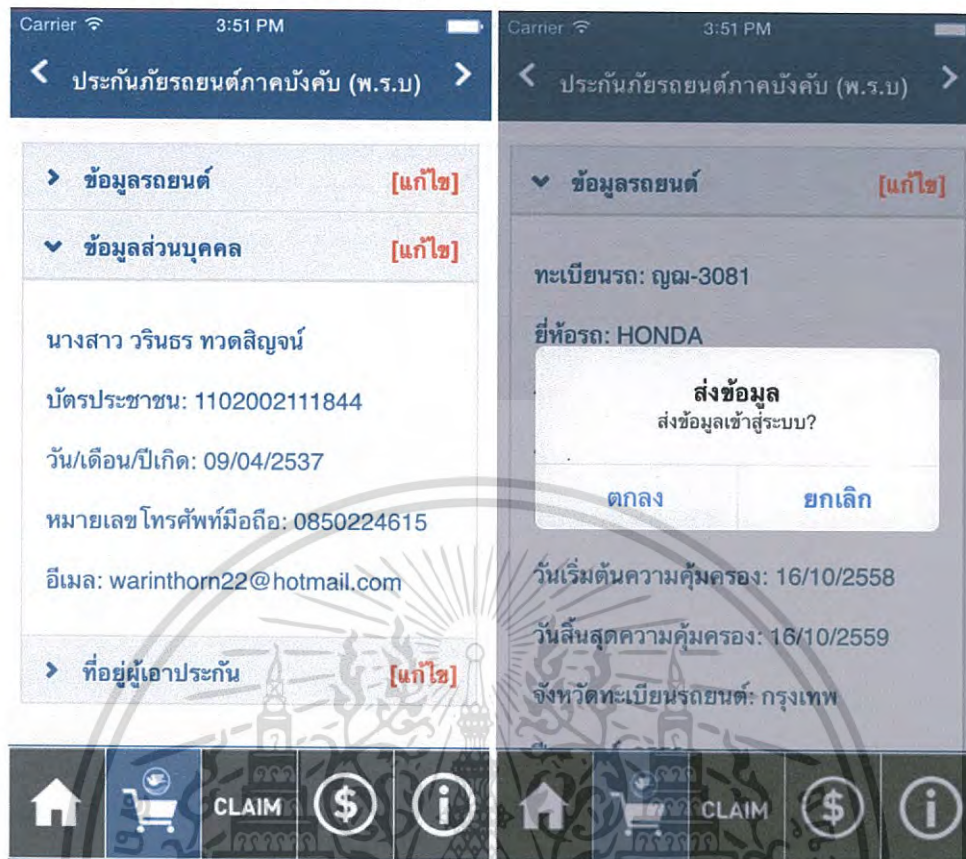 Carrier 3:51 PM
ประกันภัยรถยนต์ภาคบังคับ (พ.ร.บ)
ข้อมูลรถยนต์ [แก้ไข]
ข้อมูลส่วนบุคคล [แก้ไข]
นางสาว วรินธร ทวดสิญจน์
บัตรประชาชน: 1102002111844
วัน/เดือน/ปีเกิด: 09/04/2537
หมายเลขโทรศัพท์มือถือ: 0850224615
อีเมล: warinthorn22@hotmail.com
ที่อยู่ผู้เอาประกัน [แก้ไข]
CLAIM
Carrier 3:51 PM
ประกันภัยรถยนต์ภาคบังคับ (พ.ร.บ)
ข้อมูลรถยนต์ [แก้ไข]
ทะเบียนรถ: ญฌ-3081
ยี่ห้อรถ: HONDA
ส่งข้อมูล
ส่งข้อมูลเข้าสู่ระบบ?
ตกลง ยกเลิก
วันเริ่มต้นความคุ้มครอง: 16/10/2558
วันสิ้นสุดความคุ้มครอง: 16/10/2559
จังหวัดทะเบียนรถยนต์: กรุงเทพ
CLAIM